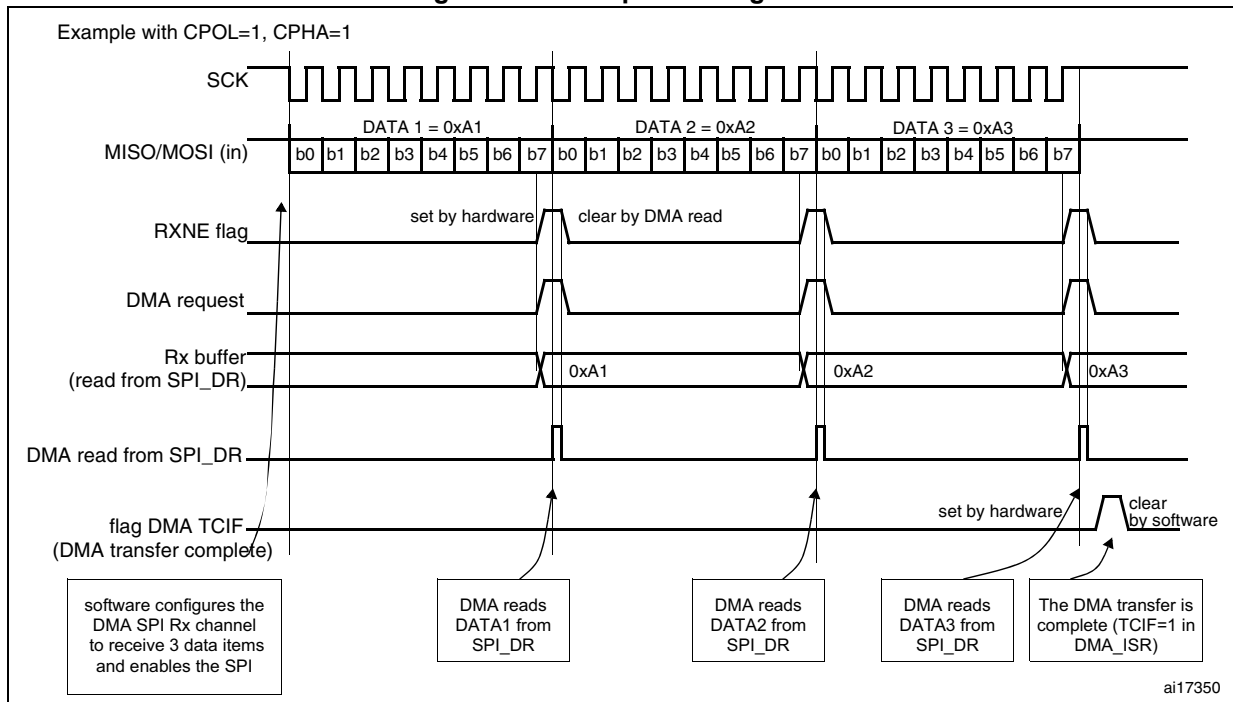 Example with CPOL=1, CPHA=1
SCK
DATA 1 = 0xA1
DATA 2 = 0xA2
DATA 3 = 0xA3
MISO/MOSI (in)
b0 b1 b2 b3 b4 b5 b6 b7 b0 b1 b2 b3 b4 b5 b6 b7 b0 b1 b2 b3 b4 b5 b6 b7
set by hardware
clear by DMA read
RXNE flag
DMA request
Rx buffer
(read from SPI_DR)
0xA1
0xA2
0xA3
DMA read from SPI_DR
flag DMA TCIF
(DMA transfer complete)
set by hardware
clear
by software
software configures the
DMA SPI Rx channel
to receive 3 data items
and enables the SPI
DMA reads
DATA1 from
SPI_DR
DMA reads
DATA2 from
SPI_DR
DMA reads
DATA3 from
SPI_DR
The DMA transfer is
complete (TCIF=1 in
DMA_ISR)
ai17350